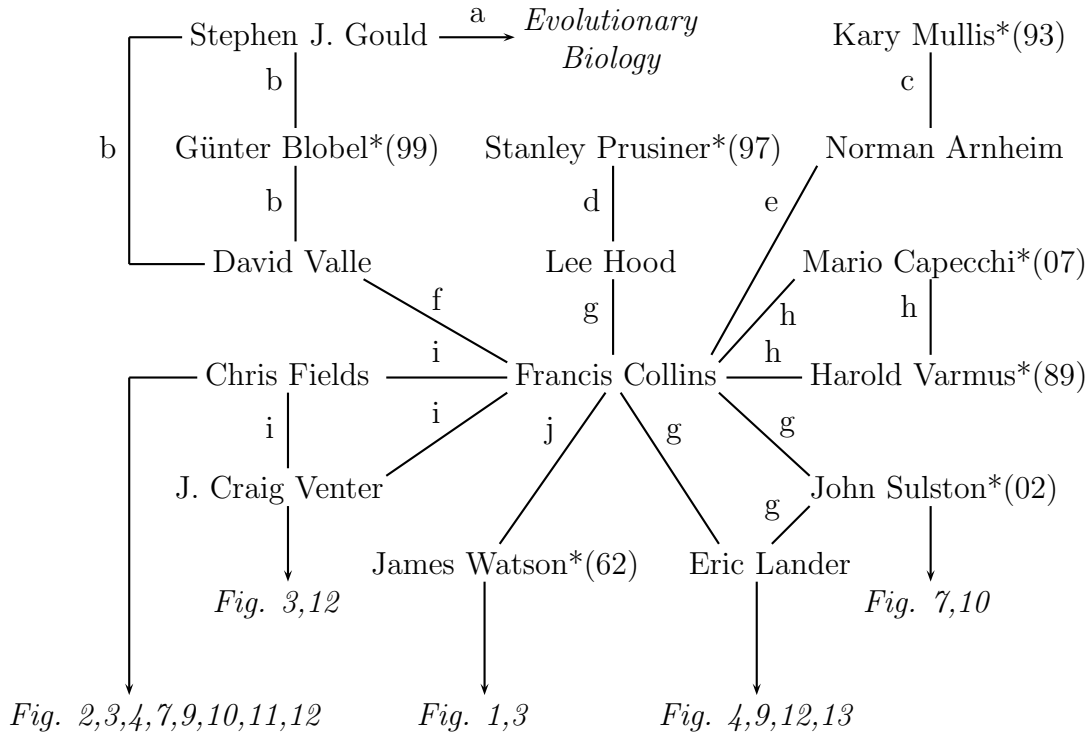 a
Stephen J. Gould
Evolutionary
Biology
Kary Mullis*(93)
b
c
b
Günter Blobel*(99)
Stanley Prusiner*(97)
Norman Arnheim
b
d
e
David Valle
Lee Hood
Mario Capecchi*(07)
f
g
h
h
i
h
Chris Fields
Francis Collins
Harold Varmus*(89)
i
i
j
g
g
J. Craig Venter
John Sulston*(02)
g
James Watson*(62)
Eric Lander
Fig. 3,12
Fig. 7,10
Fig. 2,3,4,7,9,10,11,12
Fig. 1,3
Fig. 4,9,12,13